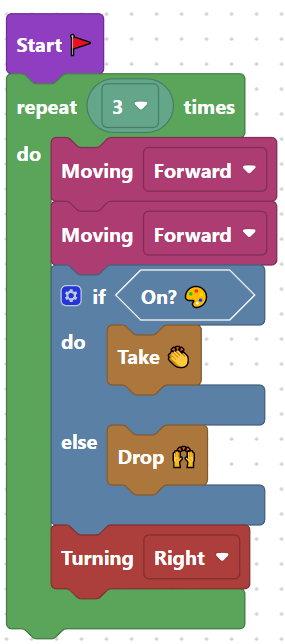 Start
repeat 3 times
do
Moving Forward
Moving Forward
if On?
do
Take
else
Drop
Turning Right